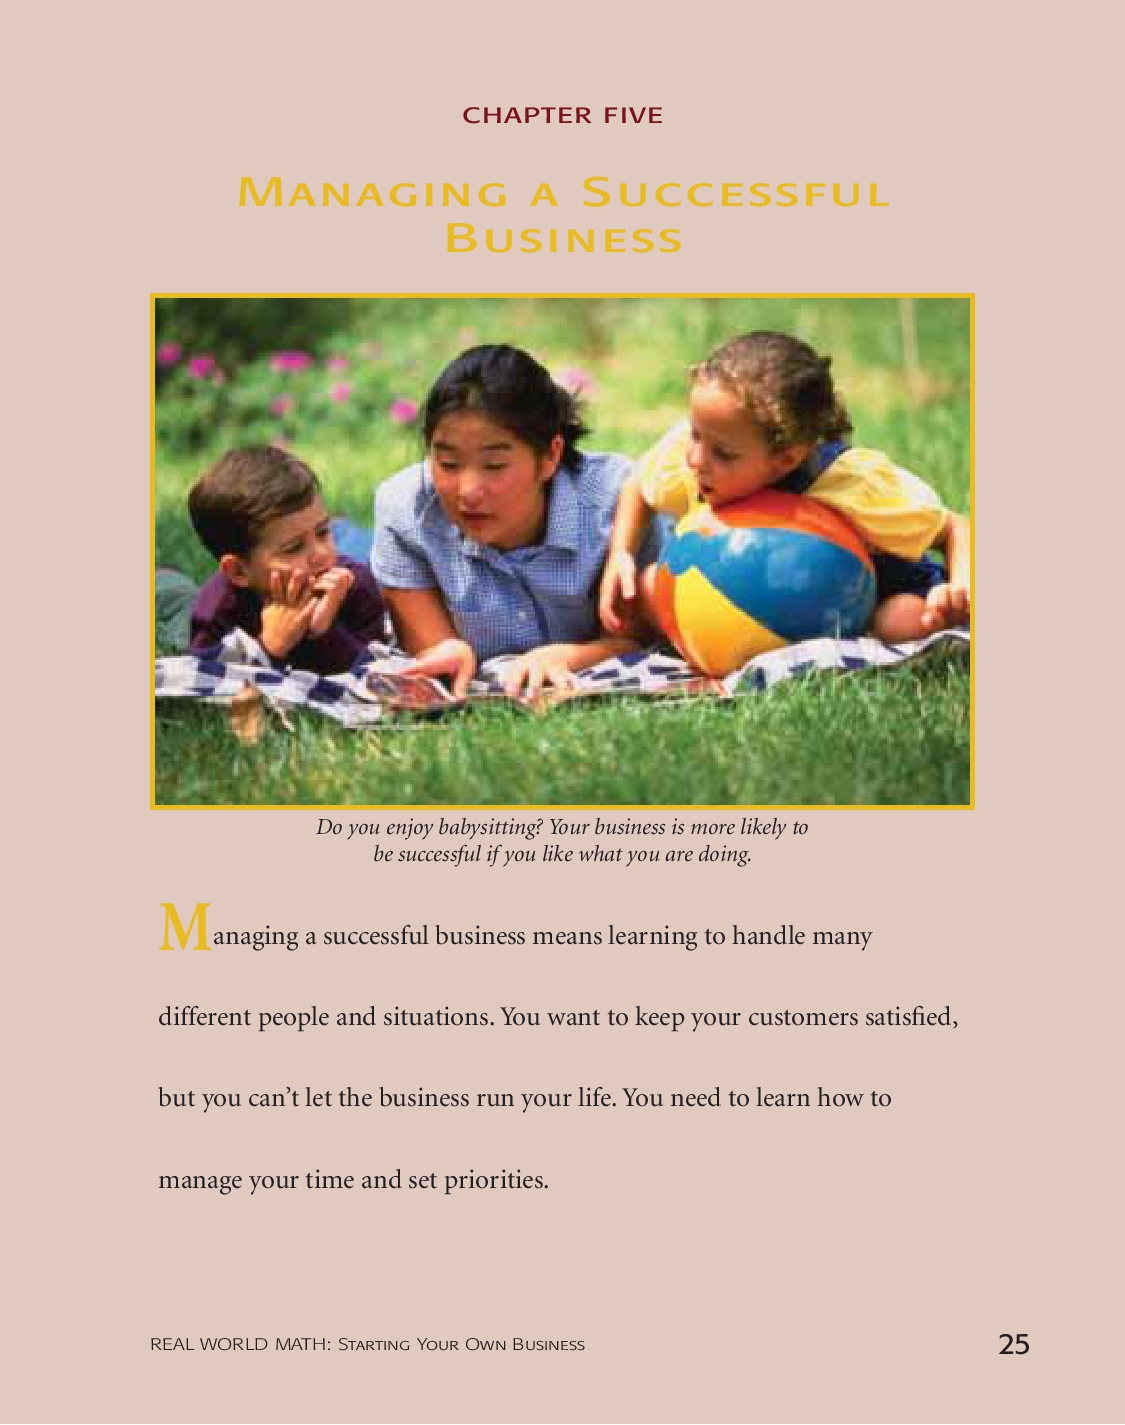 CHAPTER FIVE
MANAGING A SUCCESSFUL
BUSINESS
Do you enjoy babysitting? Your business is more likely to
be successful if you like what you are doing.
Managing a successful business means learning to handle many
different people and situations. You want to keep your customers satisfied,
but you can’t let the business run your life. You need to learn how to
manage your time and set priorities.
REAL WORLD MATH: STARTING YOUR OWN BUSINESS
25